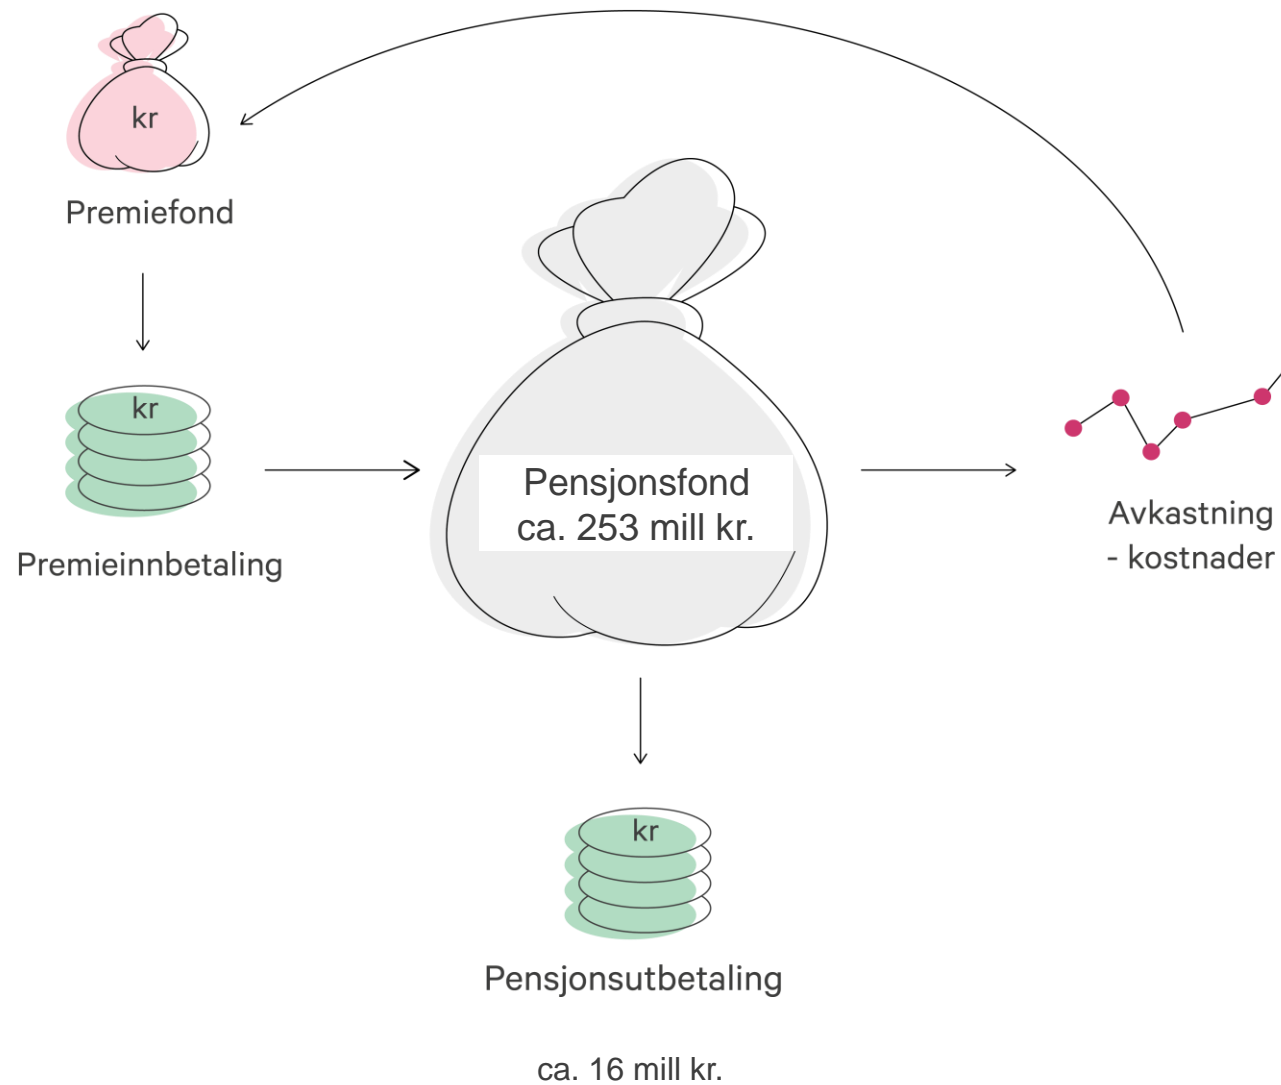 kr
Premiefond
kr
Premieinnbetaling
Pensjonsfond
ca. 253 mill kr.
Avkastning
- kostnader
kr
Pensjonsutbetaling
ca. 16 mill kr.